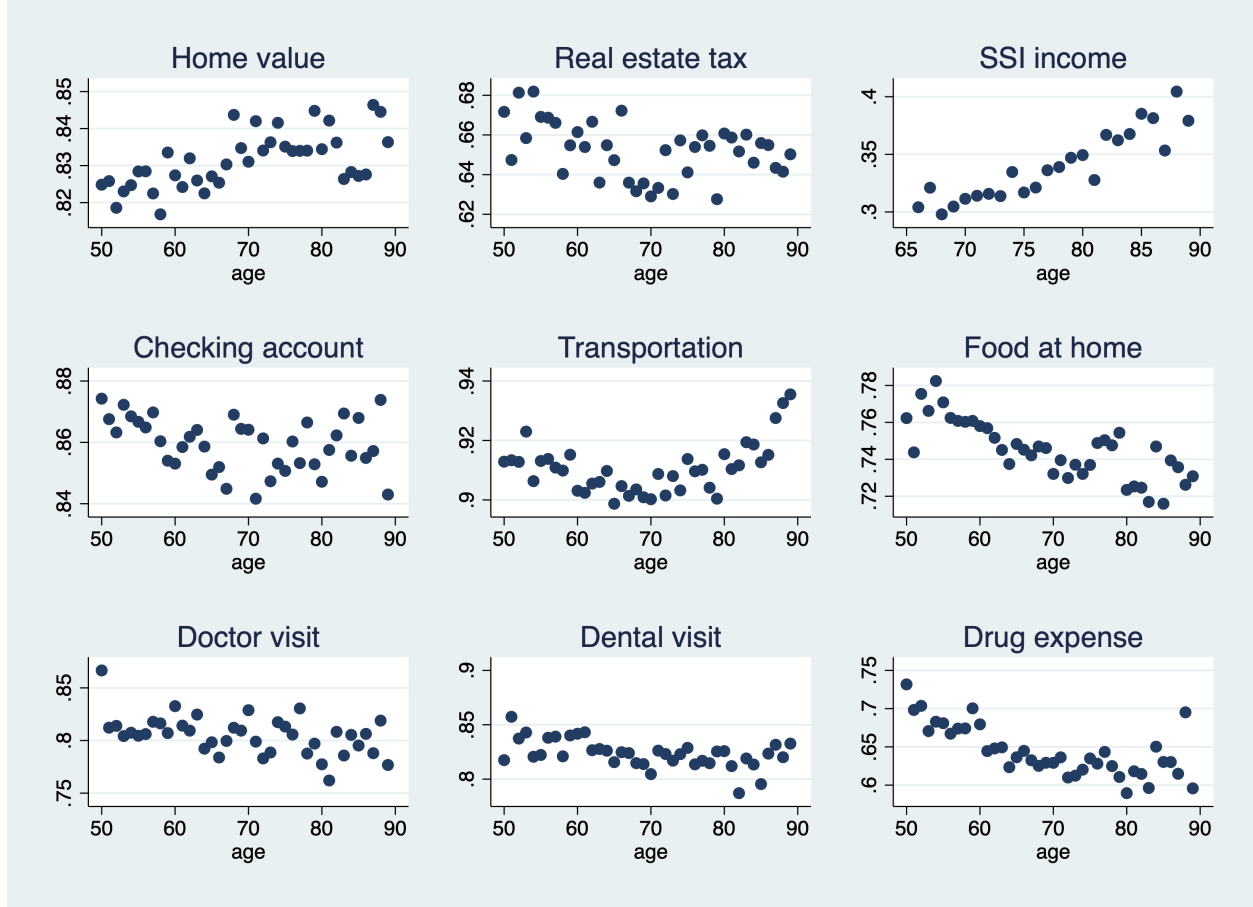 Home value
.82 .83 .84 .85
50 60 70 80 90
age
Real estate tax
.62 .64 .66 .68
50 60 70 80 90
age
SSI income
.3 .35 .4
65 70 75 80 85 90
age
Checking account
.84 .86 .88
50 60 70 80 90
age
Transportation
.9 .92 .94
50 60 70 80 90
age
Food at home
.72 .74 .76 .78
50 60 70 80 90
age
Doctor visit
.75 .8 .85
50 60 70 80 90
age
Dental visit
.8 .85 .9
50 60 70 80 90
age
Drug expense
.6 .65 .7 .75
50 60 70 80 90
age